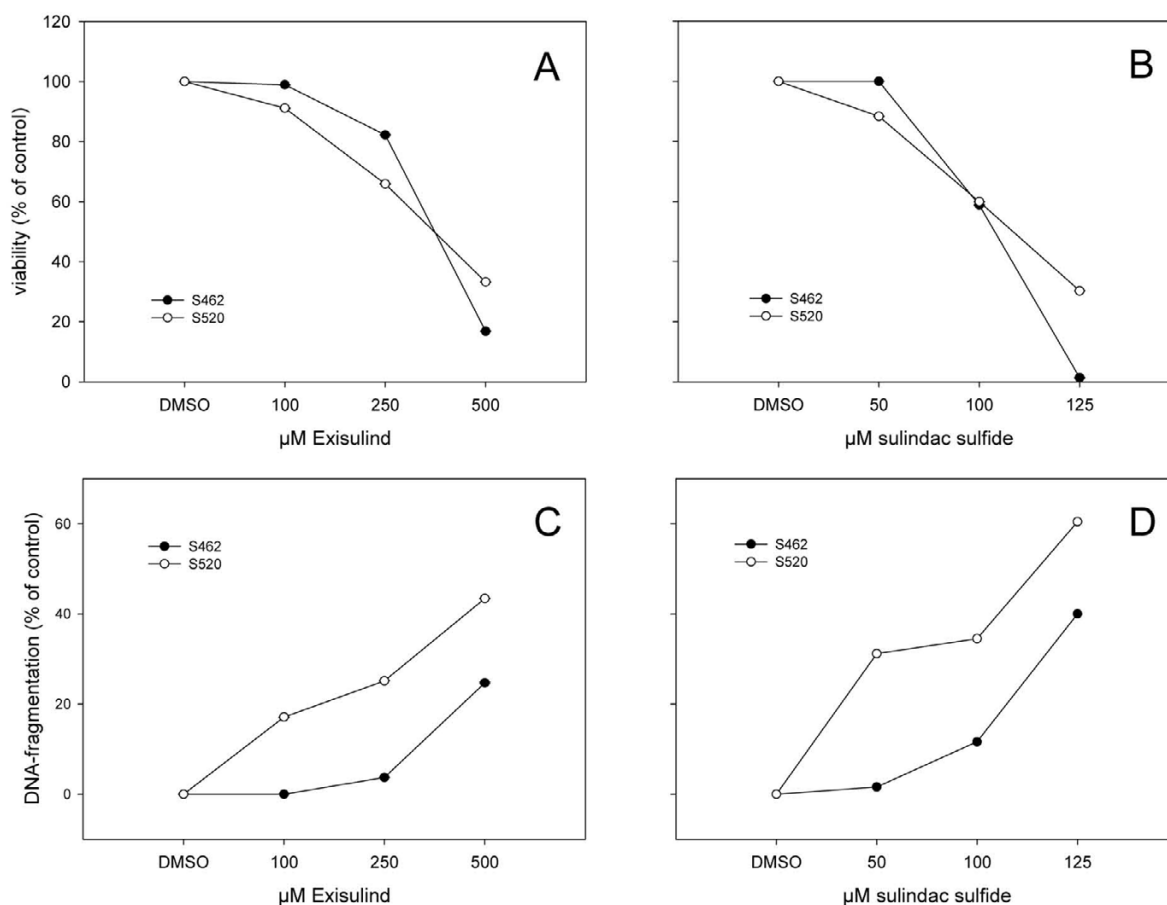 A
viability (% of control)
120
100
80
60
40
20
0
S462
S520
DMSO 100 250 500
µM Exisulind
B
S462
S520
DMSO 50 100 125
µM sulindac sulfide
C
DNA-fragmentation (% of control)
60
40
20
0
S462
S520
DMSO 100 250 500
µM Exisulind
D
S462
S520
DMSO 50 100 125
µM sulindac sulfide